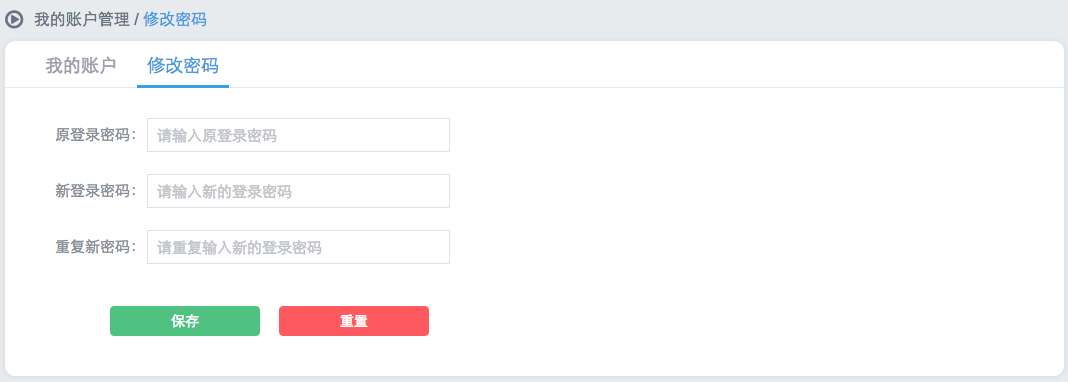 我的账户管理 / 修改密码
我的账户 修改密码
原登录密码： 请输入原登录密码
新登录密码： 请输入新的登录密码
重复新密码： 请重复输入新的登录密码
保存 重置